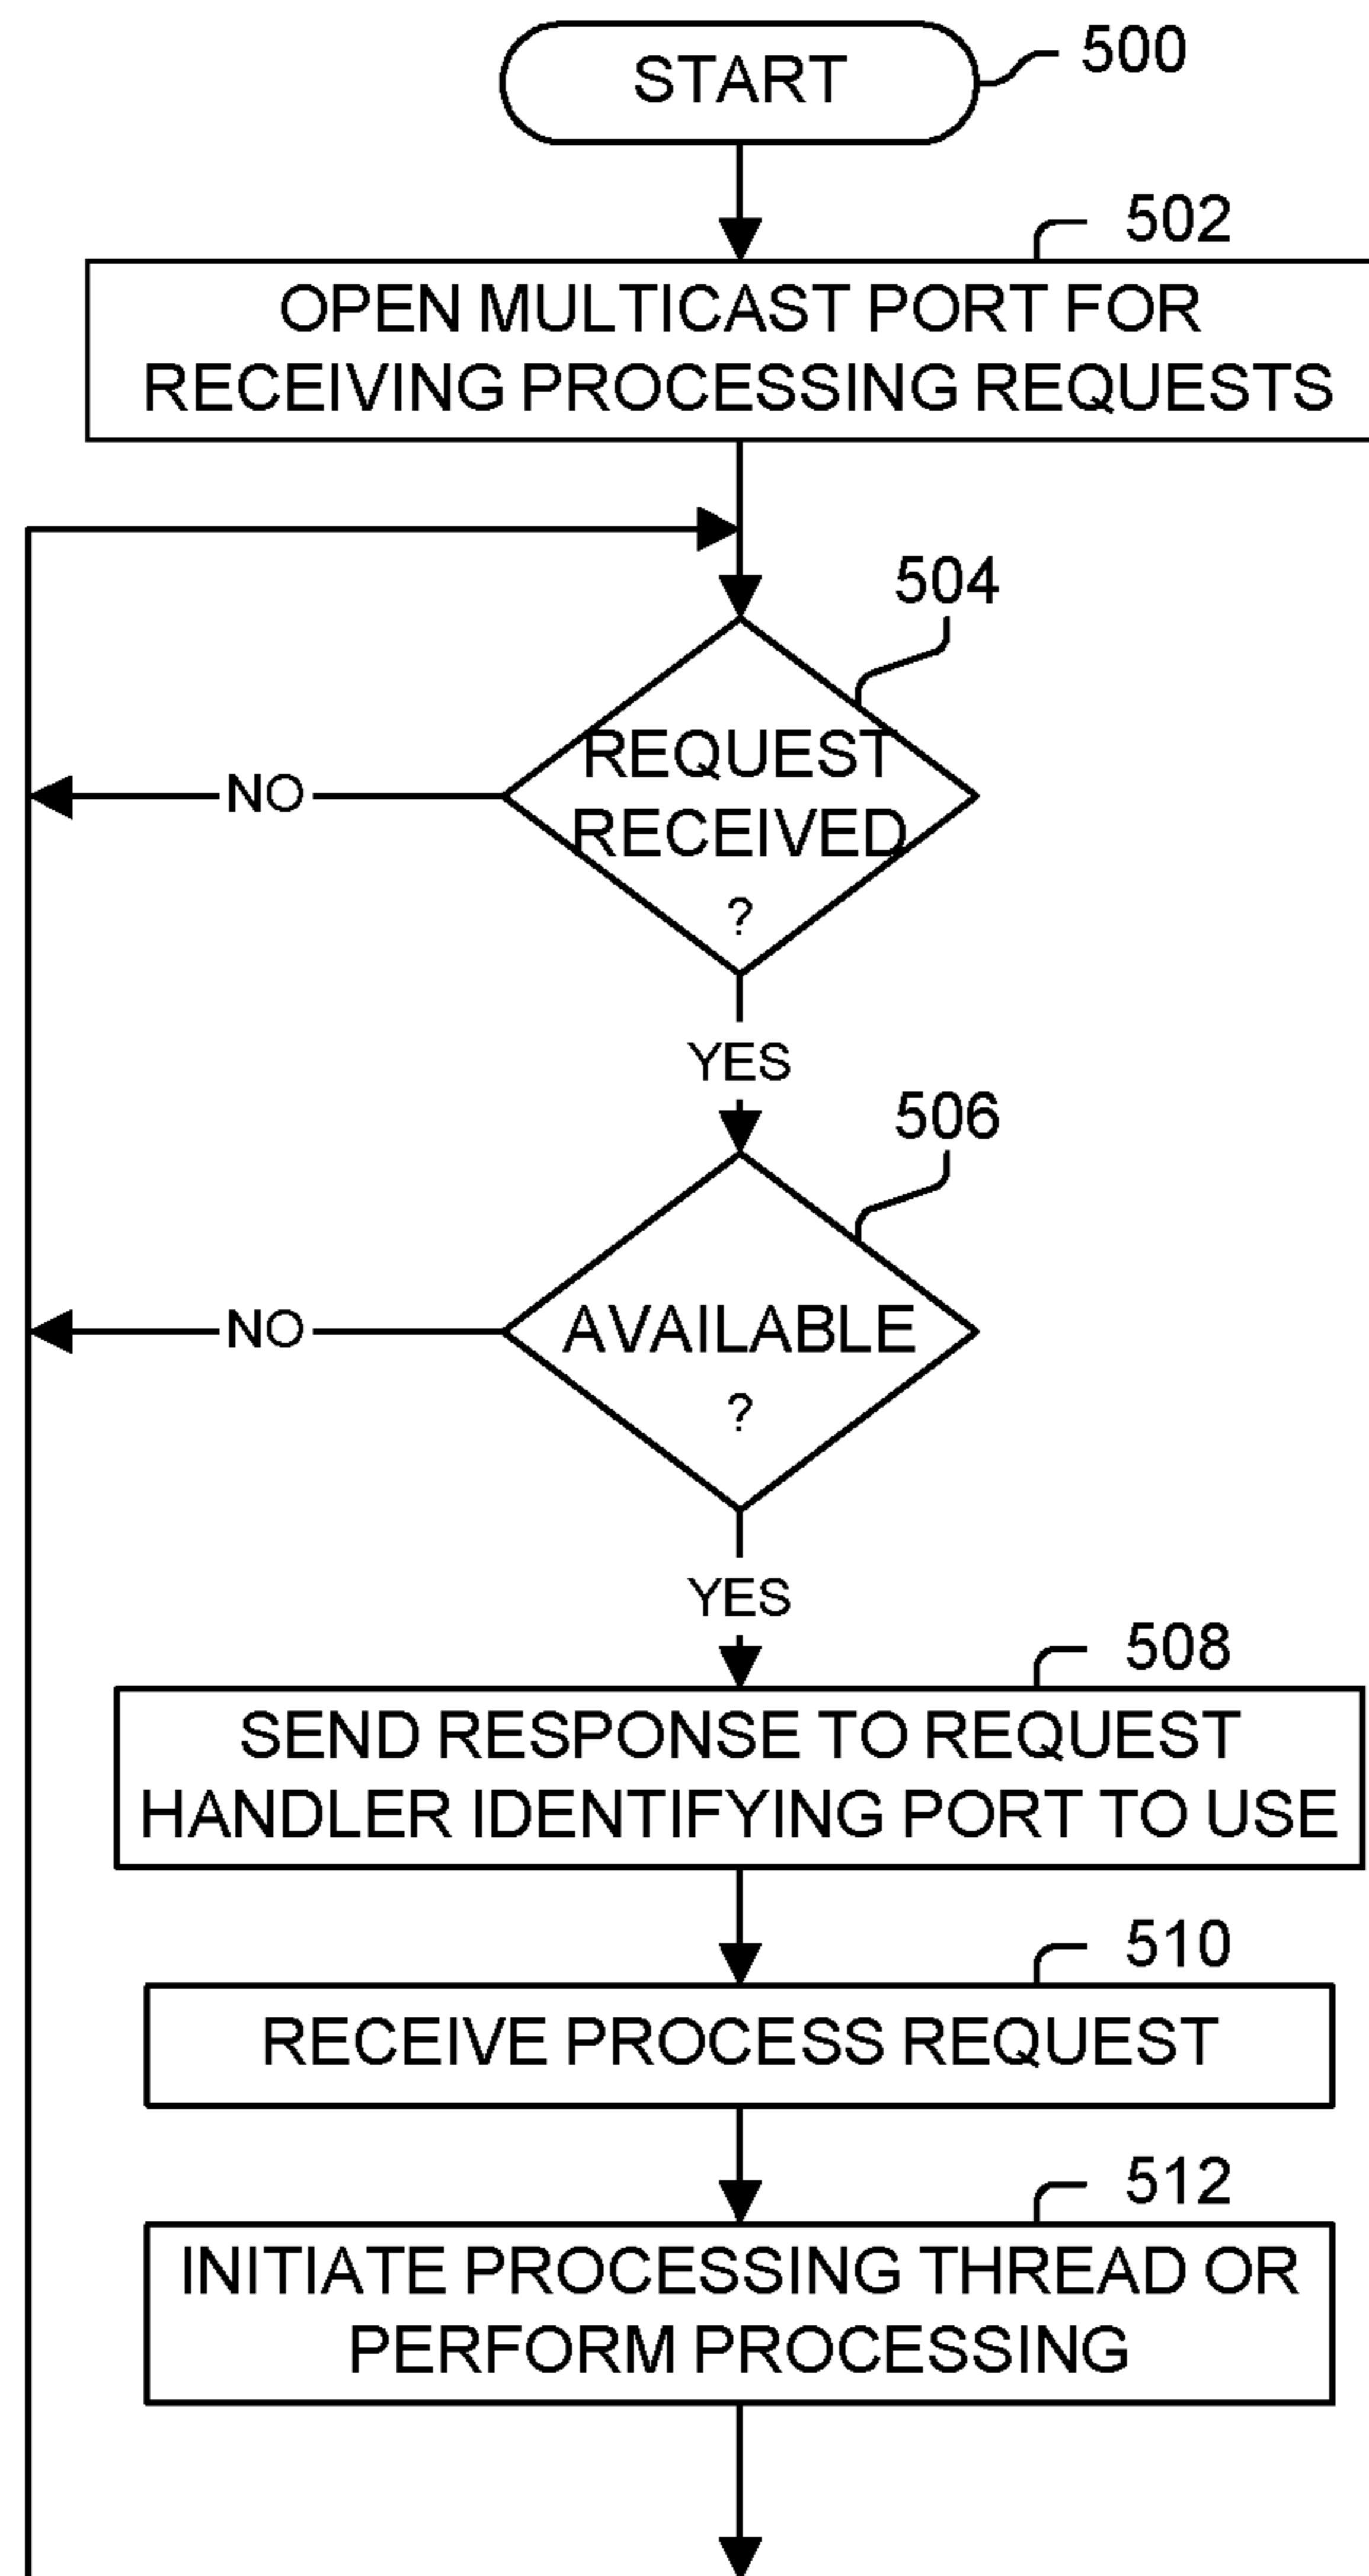 START
500
502
OPEN MULTICAST PORT FOR
RECEIVING PROCESSING REQUESTS
504
REQUEST
RECEIVED
?
NO
YES
506
AVAILABLE
?
NO
YES
508
SEND RESPONSE TO REQUEST
HANDLER IDENTIFYING PORT TO USE
510
RECEIVE PROCESS REQUEST
512
INITIATE PROCESSING THREAD OR
PERFORM PROCESSING